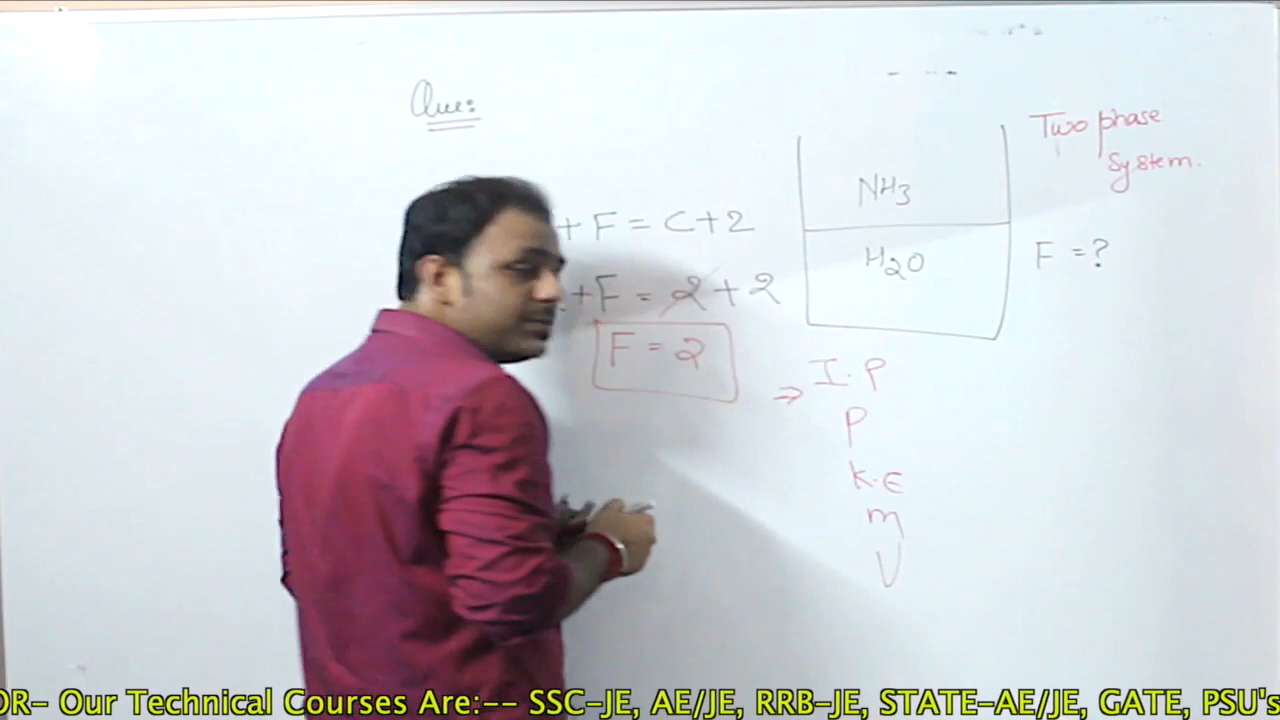 Que:
+ F = C + 2
+ F = 2 + 2
F = 2
NH3
H2O
Two phase
System.
F = ?
⇒ I.P
P
K.E
m
V
OR- Our Technical Courses Are:-- SSC-JE, AE/JE, RRB-JE, STATE-AE/JE, GATE, PSU's